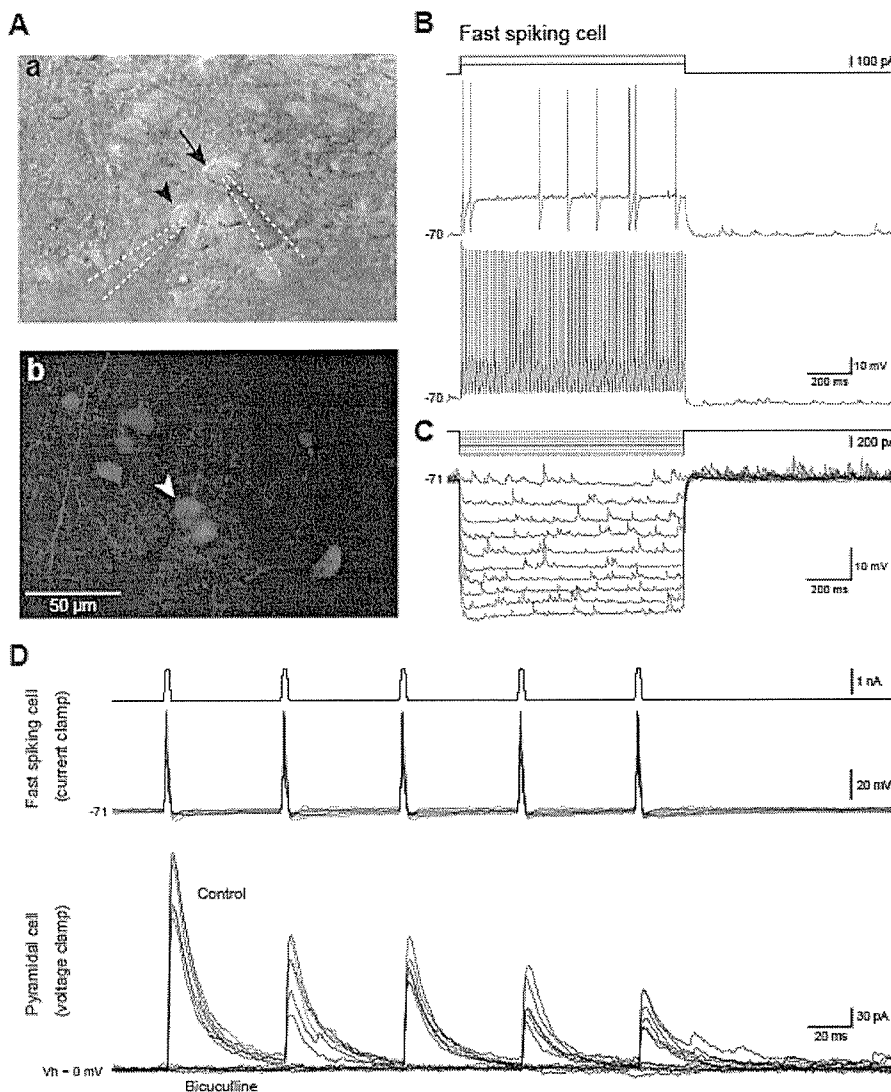 A
a
b
50 µm
B
Fast spiking cell
100 pA
-70
-70
10 mV
200 ms
C
200 pA
-71
10 mV
200 ms
D
Fast spiking cell
(current clamp)
1 nA
20 mV
-71
Pyramidal cell
(voltage clamp)
Control
30 pA
20 ms
Vh = 0 mV
Bicuculline